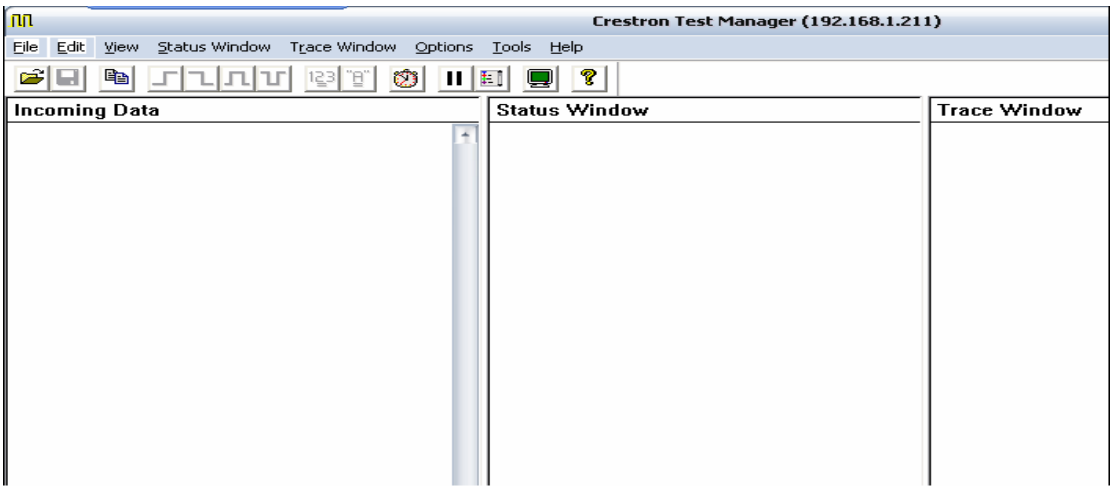 Crestron Test Manager (192.168.1.211)
File Edit View Status Window Trace Window Options Tools Help
123 "A"
Incoming Data Status Window Trace Window